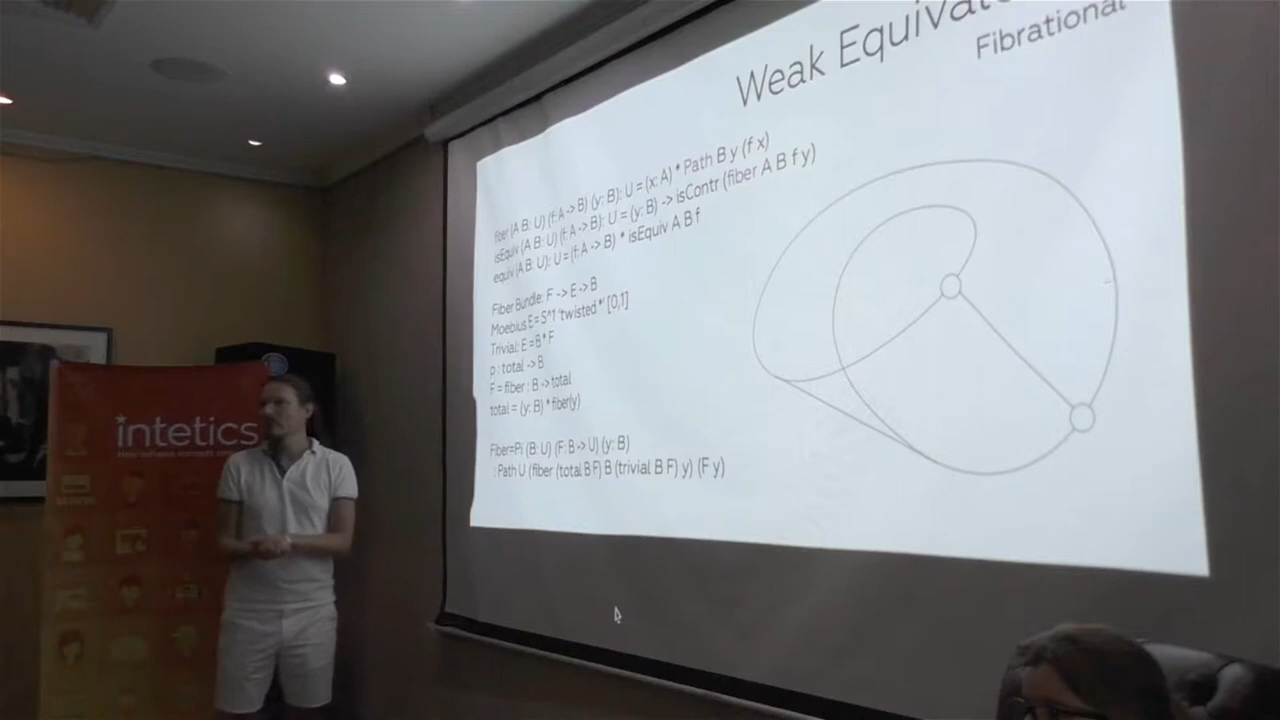 Weak
Fibrational
fiber (A B: U) (f: A -> B) (y: B): U = (x: A) * Path B y (f x)
isEquiv (A B: U) (f: A -> B): U = (y: B) -> isContr (fiber A B f y)
equiv (A B: U): U = (f: A -> B) * isEquiv A B f
Fiber Bundle: F -> E -> B
Moebius E = S^1 'twisted *' [0,1]
Trivial: E = B * F
p : total -> B
F = fiber : B -> total
total = (y: B) * fiber(y)
Fiber=Pi (B: U) (F: B -> U) (y: B)
: Path U (fiber (total B F) B (trivial B F) y) (F y)
intetics